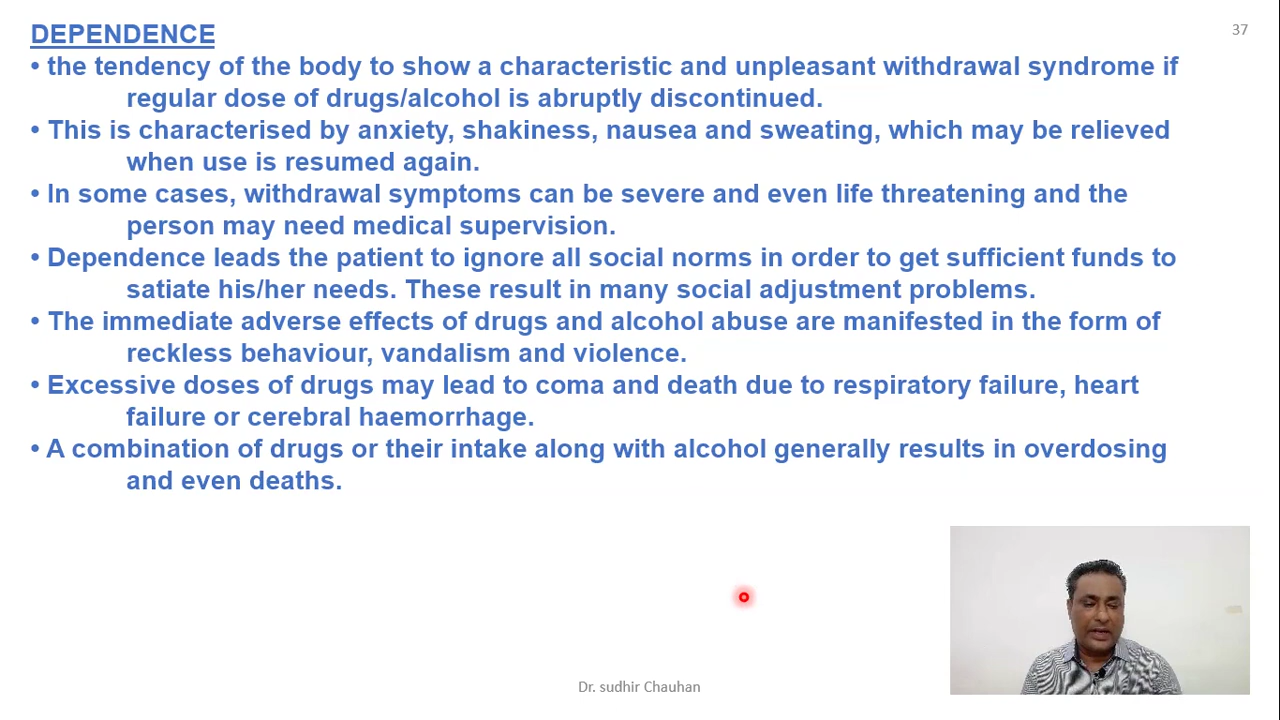 DEPENDENCE
37
• the tendency of the body to show a characteristic and unpleasant withdrawal syndrome if
regular dose of drugs/alcohol is abruptly discontinued.
• This is characterised by anxiety, shakiness, nausea and sweating, which may be relieved
when use is resumed again.
• In some cases, withdrawal symptoms can be severe and even life threatening and the
person may need medical supervision.
• Dependence leads the patient to ignore all social norms in order to get sufficient funds to
satiate his/her needs. These result in many social adjustment problems.
• The immediate adverse effects of drugs and alcohol abuse are manifested in the form of
reckless behaviour, vandalism and violence.
• Excessive doses of drugs may lead to coma and death due to respiratory failure, heart
failure or cerebral haemorrhage.
• A combination of drugs or their intake along with alcohol generally results in overdosing
and even deaths.
Dr. sudhir Chauhan